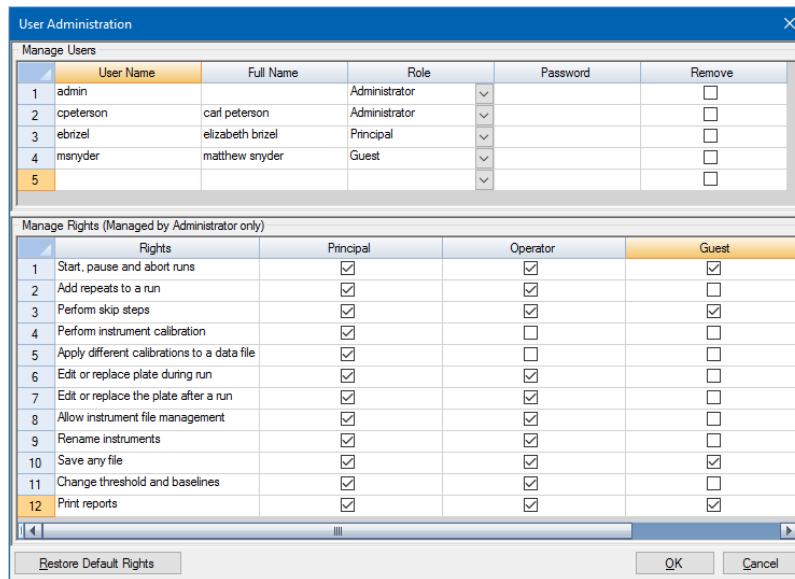 User Administration
Manage Users
User Name Full Name Role Password Remove
1 admin Administrator
2 cpeterson carl peterson Administrator
3 ebrizel elizabeth brizel Principal
4 msnyder matthew snyder Guest
5
Manage Rights (Managed by Administrator only)
Rights Principal Operator Guest
1 Start, pause and abort runs
2 Add repeats to a run
3 Perform skip steps
4 Perform instrument calibration
5 Apply different calibrations to a data file
6 Edit or replace plate during run
7 Edit or replace the plate after a run
8 Allow instrument file management
9 Rename instruments
10 Save any file
11 Change threshold and baselines
12 Print reports
Restore Default Rights OK Cancel